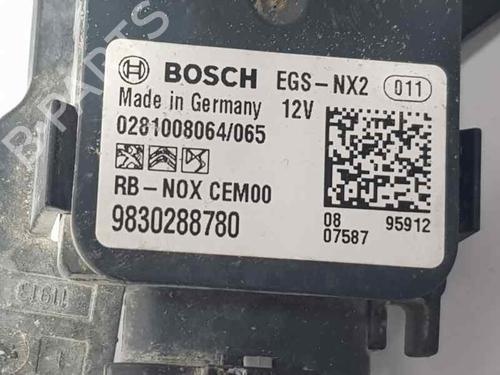 BOSCH EGS-NX2 011
Made in Germany 12V
0281008064/065
RB-NOX CEM00
9830288780
08 95912
07587
B-PARTS